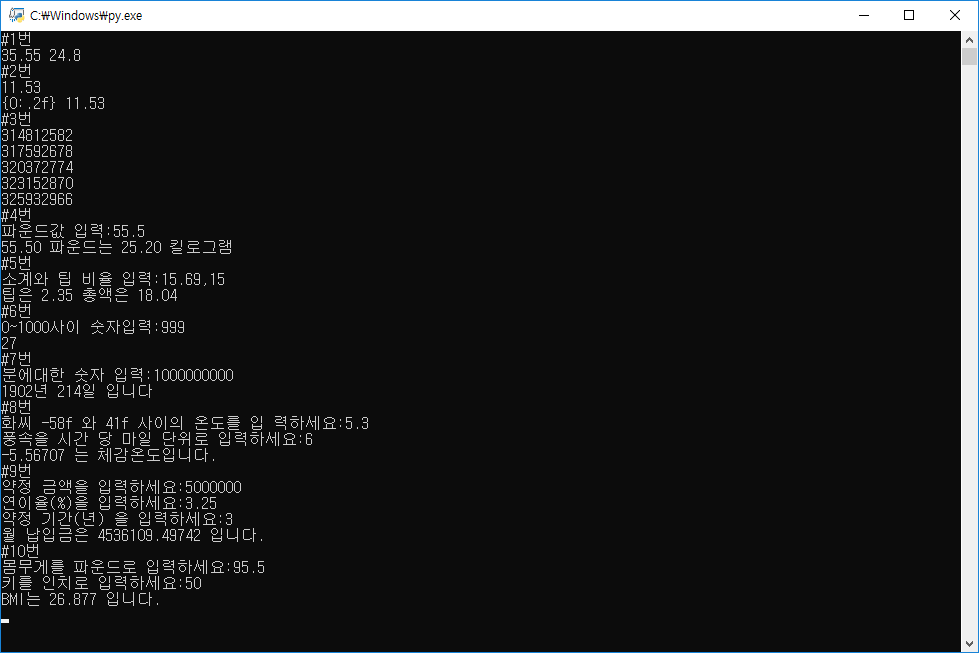 C:\Windows\py.exe
#1번
35.55 24.8
#2번
11.53
{0:.2f} 11.53
#3번
314812582
317592678
320372774
323152870
325932966
#4번
파운드값 입력:55.5
55.50 파운드는 25.20 킬로그램
#5번
소계와 팁 비율 입력:15.69,15
팁은 2.35 총액은 18.04
#6번
0~1000사이 숫자입력:999
27
#7번
분에대한 숫자 입력:1000000000
1902년 214일 입니다
#8번
화씨 -58f 와 41f 사이의 온도를 입 력하세요:5.3
풍속을 시간 당 마일 단위로 입력하세요:6
-5.56707 는 체감온도입니다.
#9번
약정 금액을 입력하세요:5000000
연이율(%)을 입력하세요:3.25
약정 기간(년) 을 입력하세요:3
월 납입금은 4536109.49742 입니다.
#10번
몸무게를 파운드로 입력하세요:95.5
키를 인치로 입력하세요:50
BMI는 26.877 입니다.